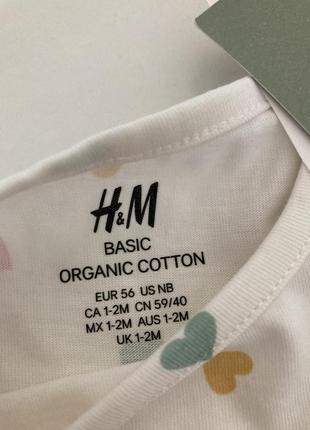 H&M
BASIC
ORGANIC COTTON
EUR 56 US NB
CA 1-2M CN 59/40
MX 1-2M AUS 1-2M
UK 1-2M